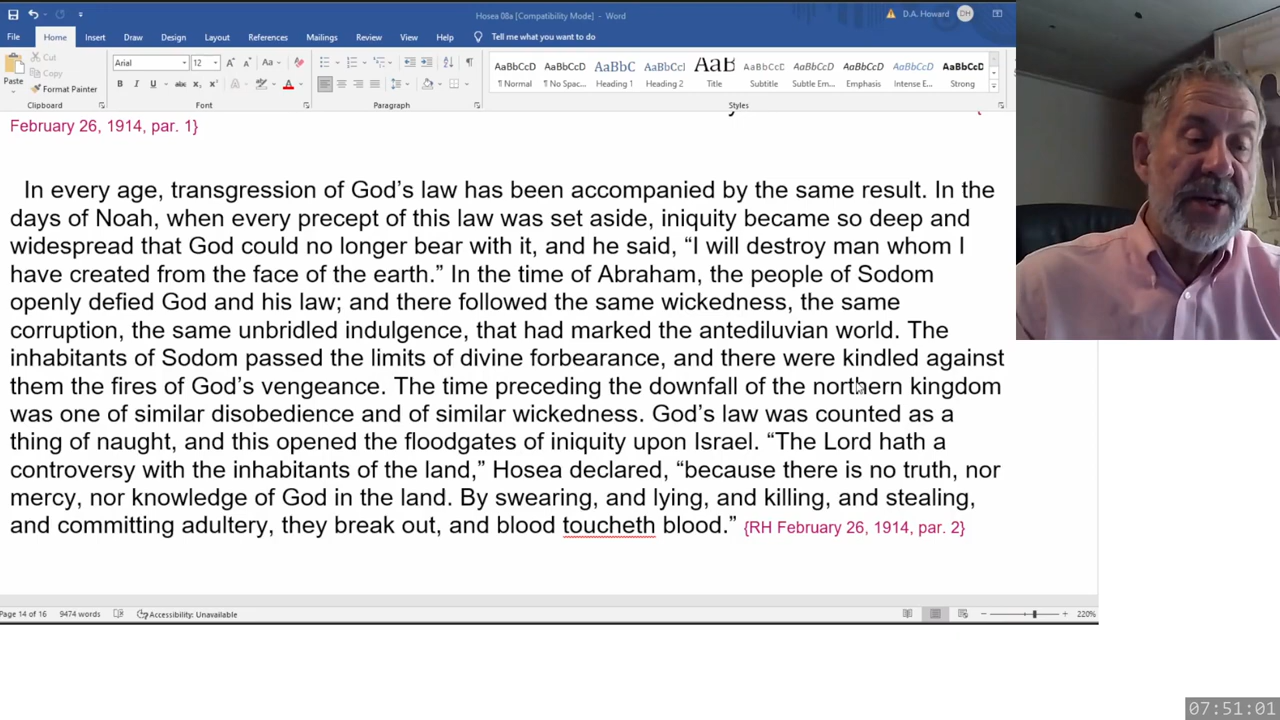 Hosea 08a [Compatibility Mode] - Word
D.A. Howard DH
File Home Insert Draw Design Layout References Mailings Review View Help Tell me what you want to do
Paste
Cut
Copy
Format Painter
Clipboard
Arial 12
Font
Paragraph
AaBbCcD AaBbCcD AaBbC AaBbCcI AaB AaBbCcD AaBbCcD AaBbCcD AaBbCcD AaBbCcD
¶ Normal ¶ No Spac... Heading 1 Heading 2 Title Subtitle Subtle Em... Emphasis Intense E... Strong
Styles
February 26, 1914, par. 1}
In every age, transgression of God’s law has been accompanied by the same result. In the
days of Noah, when every precept of this law was set aside, iniquity became so deep and
widespread that God could no longer bear with it, and he said, “I will destroy man whom I
have created from the face of the earth.” In the time of Abraham, the people of Sodom
openly defied God and his law; and there followed the same wickedness, the same
corruption, the same unbridled indulgence, that had marked the antediluvian world. The
inhabitants of Sodom passed the limits of divine forbearance, and there were kindled against
them the fires of God’s vengeance. The time preceding the downfall of the northern kingdom
was one of similar disobedience and of similar wickedness. God’s law was counted as a
thing of naught, and this opened the floodgates of iniquity upon Israel. “The Lord hath a
controversy with the inhabitants of the land,” Hosea declared, “because there is no truth, nor
mercy, nor knowledge of God in the land. By swearing, and lying, and killing, and stealing,
and committing adultery, they break out, and blood toucheth blood.” {RH February 26, 1914, par. 2}
Page 14 of 16 9474 words Accessibility: Unavailable 220%
07:51:01